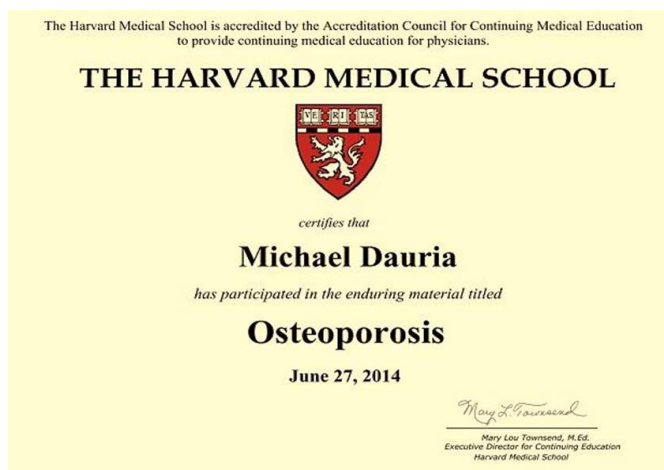 The Harvard Medical School is accredited by the Accreditation Council for Continuing Medical Education
to provide continuing medical education for physicians.
THE HARVARD MEDICAL SCHOOL
VE RI TAS
certifies that
Michael Dauria
has participated in the enduring material titled
Osteoporosis
June 27, 2014
Mary L. Townsend
Mary Lou Townsend, M.Ed.
Executive Director for Continuing Education
Harvard Medical School